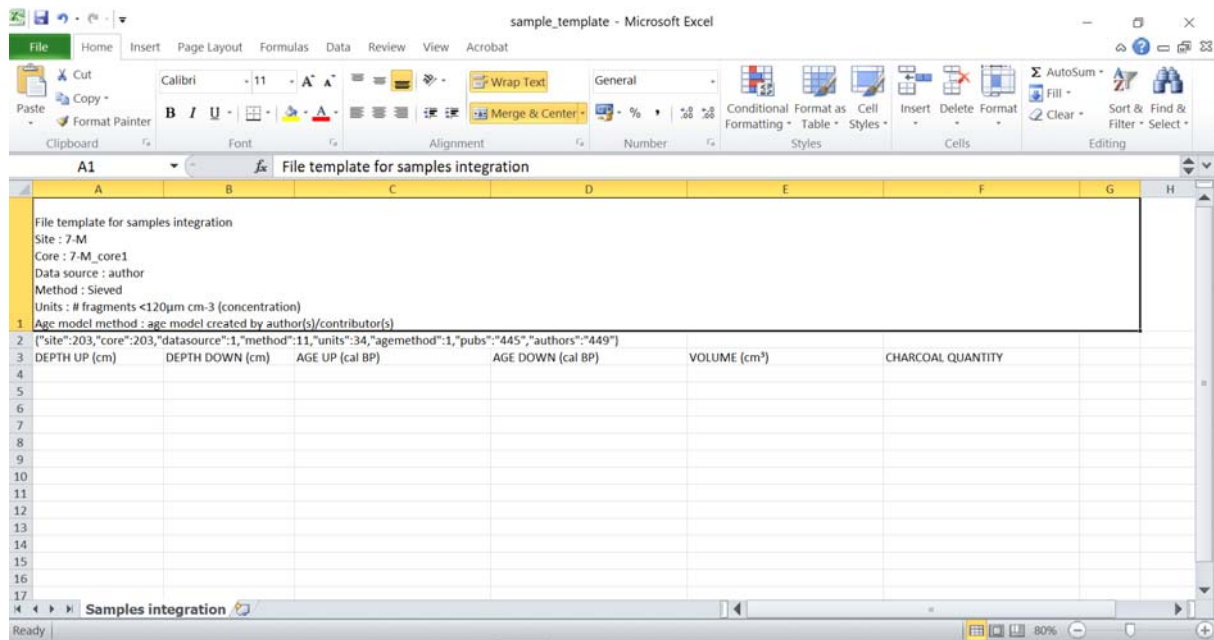 sample_template - Microsoft Excel
File Home Insert Page Layout Formulas Data Review View Acrobat
Paste
Cut
Copy
Format Painter
Clipboard
Calibri 11
B I U
Font
Wrap Text
Merge & Center
Alignment
General
% ,
Number
Conditional Formatting
Format as Table
Cell Styles
Styles
Insert Delete Format
Cells
Σ AutoSum
Fill
Clear
Sort & Filter
Find & Select
Editing
A1 fx File template for samples integration
A B C D E F G H
File template for samples integration
Site : 7-M
Core : 7-M_core1
Data source : author
Method : Sieved
Units : # fragments <120µm cm-3 (concentration)
1 Age model method : age model created by author(s)/contributor(s)
2 {"site":203,"core":203,"datasource":1,"method":11,"units":34,"agemethod":1,"pubs":"445","authors":"449"}
3 DEPTH UP (cm) DEPTH DOWN (cm) AGE UP (cal BP) AGE DOWN (cal BP) VOLUME (cm³) CHARCOAL QUANTITY
4
5
6
7
8
9
10
11
12
13
14
15
16
17
Samples integration
Ready 80%